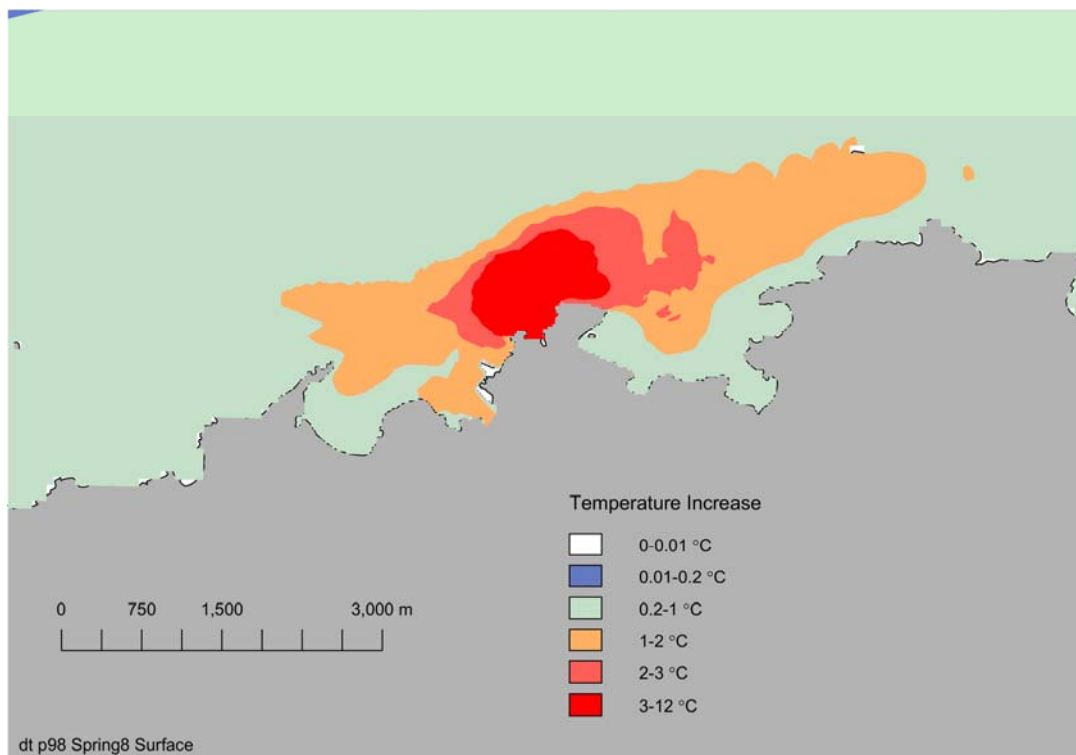 Temperature Increase
0-0.01 °C
0.01-0.2 °C
0.2-1 °C
1-2 °C
2-3 °C
3-12 °C
0 750 1,500 3,000 m
dt p98 Spring8 Surface